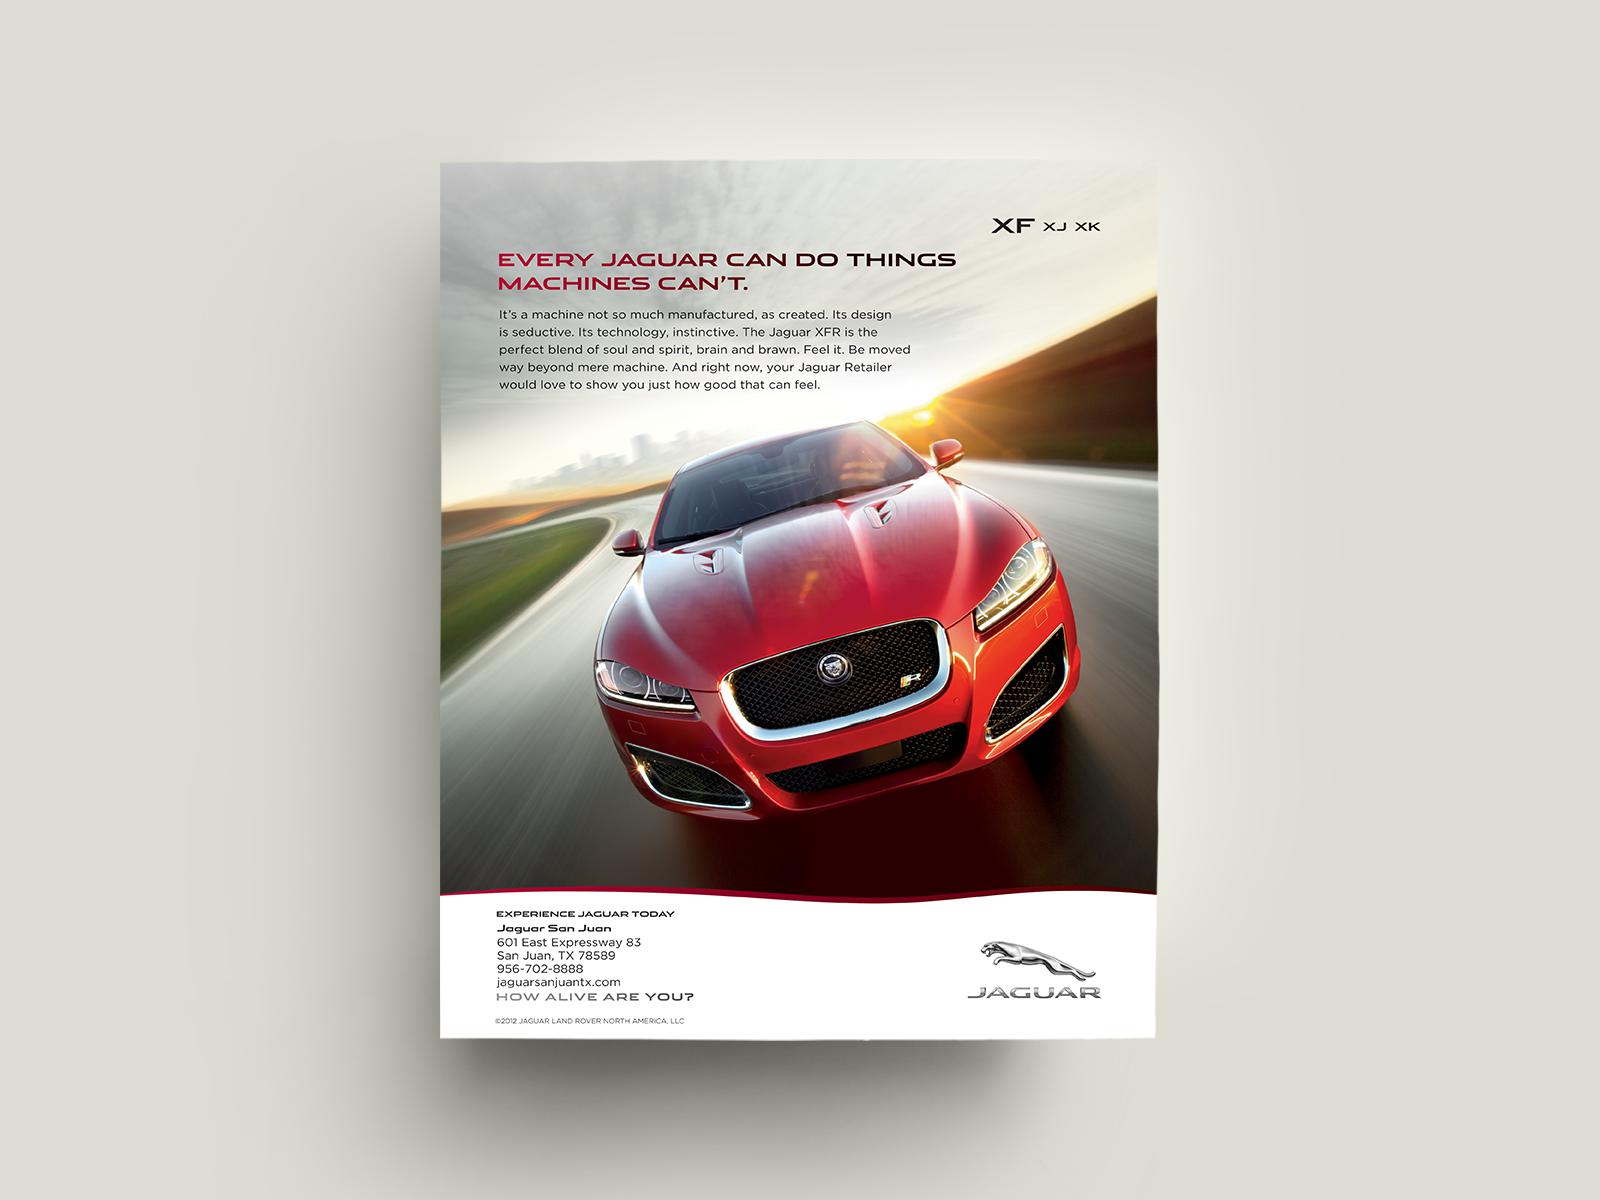 XF XJ XK
EVERY JAGUAR CAN DO THINGS
MACHINES CAN'T.
It's a machine not so much manufactured, as created. Its design
is seductive. Its technology, instinctive. The Jaguar XFR is the
perfect blend of soul and spirit, brain and brawn. Feel it. Be moved
way beyond mere machine. And right now, your Jaguar Retailer
would love to show you just how good that can feel.
R
EXPERIENCE JAGUAR TODAY
Jaguar San Juan
601 East Expressway 83
San Juan, TX 78589
956-702-8888
jaguarsanjuantx.com
HOW ALIVE ARE YOU?
©2012 JAGUAR LAND ROVER NORTH AMERICA, LLC
JAGUAR